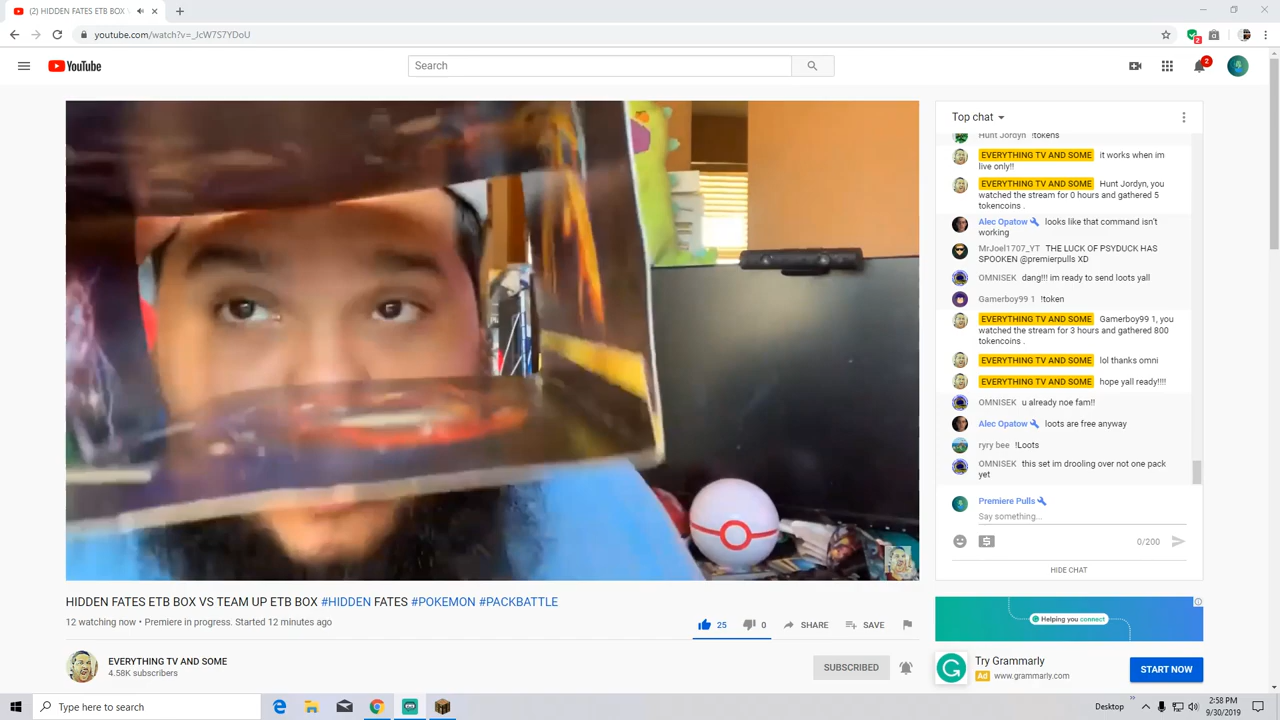 (2) HIDDEN FATES ETB BOX V
youtube.com/watch?v=_JcW7S7YDoU
2
YouTube
Search
2
Top chat
Hunt Jordyn !tokens
EVERYTHING TV AND SOME it works when im
live only!!
EVERYTHING TV AND SOME Hunt Jordyn, you
watched the stream for 0 hours and gathered 5
tokencoins .
Alec Opatow looks like that command isn't
working
MrJoel1707_YT THE LUCK OF PSYDUCK HAS
SPOKEN @premierpulls XD
OMNISEK dang!!! im ready to send loots yall
Gamerboy99 1 !token
EVERYTHING TV AND SOME Gamerboy99 1, you
watched the stream for 3 hours and gathered 800
tokencoins .
EVERYTHING TV AND SOME lol thanks omni
EVERYTHING TV AND SOME hope yall ready!!!!
OMNISEK u already noe fam!!
Alec Opatow loots are free anyway
ryry bee !Loots
OMNISEK this set im drooling over not one pack
yet
Premiere Pulls
Say something...
0/200
HIDE CHAT
HIDDEN FATES ETB BOX VS TEAM UP ETB BOX #HIDDEN FATES #POKEMON #PACKBATTLE
12 watching now • Premiere in progress. Started 12 minutes ago
25 0 SHARE SAVE
EVERYTHING TV AND SOME
4.58K subscribers
SUBSCRIBED
Helping you connect
Try Grammarly
Ad www.grammarly.com
START NOW
Type here to search
Desktop
2:58 PM
9/30/2019